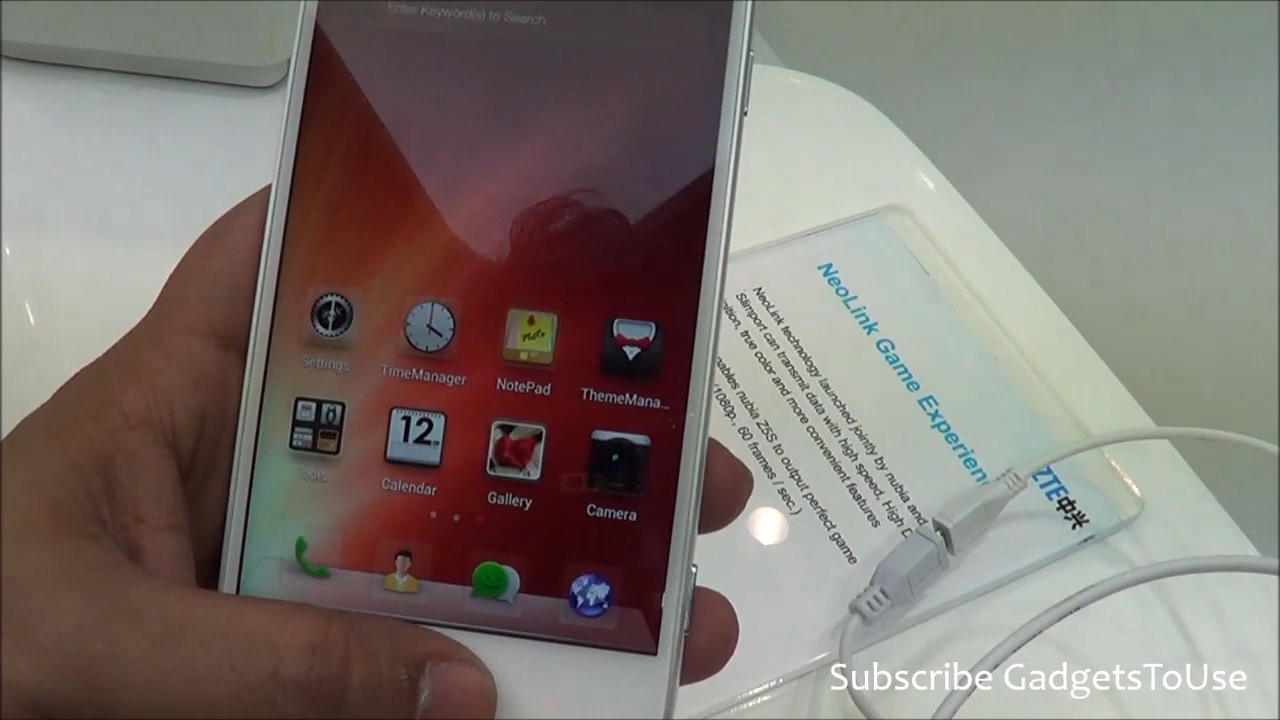 Enter Keyword(s) to Search
Settings
TimeManager
NotePad
ThemeMana...
Tools
12
Calendar
Gallery
Camera
NeoLink Game Experien
NeoLink technology launched jointly by nubia and
Slimport can transmit data with high speed, High D
nition, true color and more convenient features
nables nubia Z5S to output perfect game
(1080p, 60 frames / sec.)
ZTE中兴
Subscribe GadgetsToUse